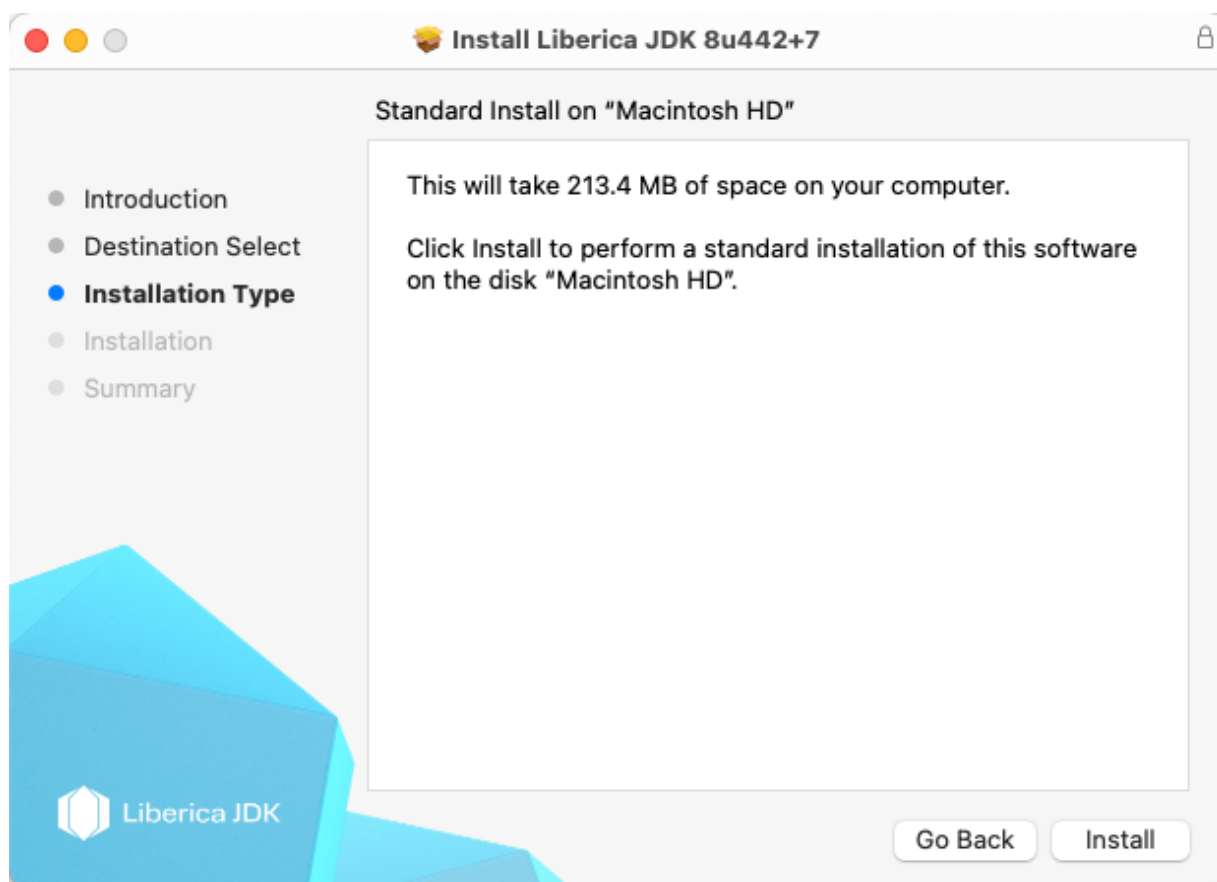 Install Liberica JDK 8u442+7
Standard Install on “Macintosh HD”
Introduction
Destination Select
Installation Type
Installation
Summary
This will take 213.4 MB of space on your computer.
Click Install to perform a standard installation of this software
on the disk “Macintosh HD”.
Liberica JDK
Go Back
Install